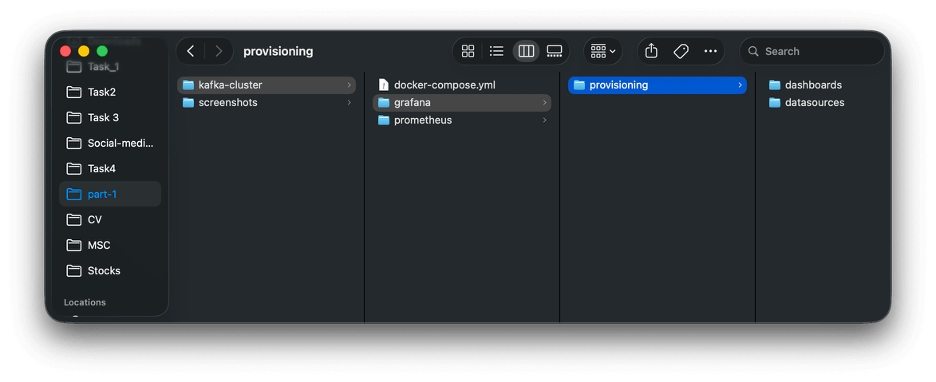 provisioning
Search
Task_1
Task2
Task 3
Social-medi...
Task4
part-1
CV
MSC
Stocks
Locations
kafka-cluster
screenshots
docker-compose.yml
grafana
prometheus
provisioning
dashboards
datasources